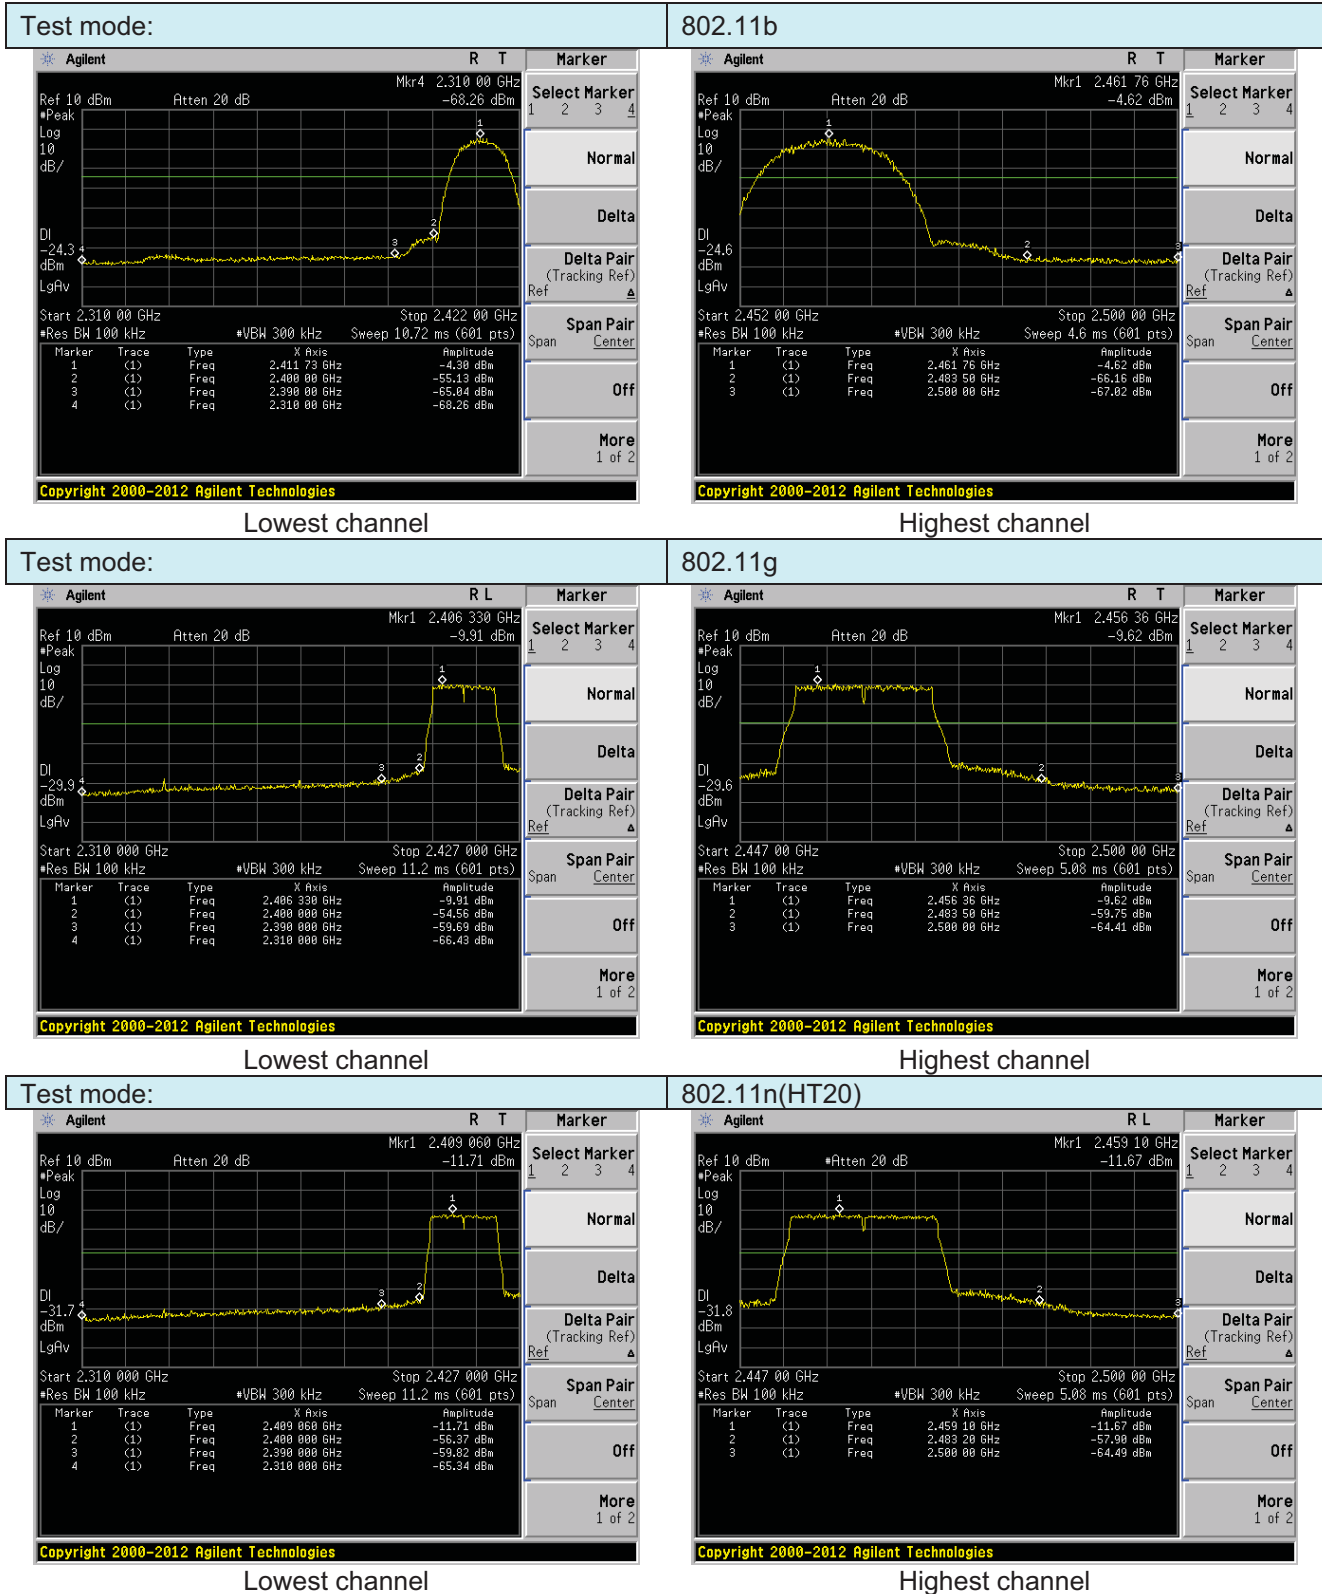 Test mode: 802.11b
Agilent R T Marker
Mkr4 2.310 00 GHz
Ref 10 dBm Atten 20 dB -68.26 dBm
#Peak
Log
10
dB/
DI
-24.3
dBm
LgAv
1
2
3
4
Start 2.310 00 GHz Stop 2.422 00 GHz
#Res BW 100 kHz #VBW 300 kHz Sweep 10.72 ms (601 pts)
Marker Trace Type X Axis Amplitude
1 (1) Freq 2.411 73 GHz -4.30 dBm
2 (1) Freq 2.400 00 GHz -55.13 dBm
3 (1) Freq 2.390 00 GHz -65.04 dBm
4 (1) Freq 2.310 00 GHz -68.26 dBm
Select Marker
1 2 3 4
Normal
Delta
Delta Pair
(Tracking Ref)
Ref Δ
Span Pair
Span Center
Off
More
1 of 2
Copyright 2000-2012 Agilent Technologies
Lowest channel
Agilent R T Marker
Mkr1 2.461 76 GHz
Ref 10 dBm Atten 20 dB -4.62 dBm
#Peak
Log
10
dB/
DI
-24.6
dBm
LgAv
1
2
3
Start 2.452 00 GHz Stop 2.500 00 GHz
#Res BW 100 kHz #VBW 300 kHz Sweep 4.6 ms (601 pts)
Marker Trace Type X Axis Amplitude
1 (1) Freq 2.461 76 GHz -4.62 dBm
2 (1) Freq 2.483 50 GHz -66.16 dBm
3 (1) Freq 2.500 00 GHz -67.02 dBm
Select Marker
1 2 3 4
Normal
Delta
Delta Pair
(Tracking Ref)
Ref Δ
Span Pair
Span Center
Off
More
1 of 2
Copyright 2000-2012 Agilent Technologies
Highest channel
Test mode: 802.11g
Agilent R L Marker
Mkr1 2.406 330 GHz
Ref 10 dBm Atten 20 dB -9.91 dBm
#Peak
Log
10
dB/
DI
-29.9
dBm
LgAv
1
2
3
4
Start 2.310 000 GHz Stop 2.427 000 GHz
#Res BW 100 kHz #VBW 300 kHz Sweep 11.2 ms (601 pts)
Marker Trace Type X Axis Amplitude
1 (1) Freq 2.406 330 GHz -9.91 dBm
2 (1) Freq 2.400 000 GHz -54.56 dBm
3 (1) Freq 2.390 000 GHz -59.69 dBm
4 (1) Freq 2.310 000 GHz -66.43 dBm
Select Marker
1 2 3 4
Normal
Delta
Delta Pair
(Tracking Ref)
Ref Δ
Span Pair
Span Center
Off
More
1 of 2
Copyright 2000-2012 Agilent Technologies
Lowest channel
Agilent R T Marker
Mkr1 2.456 36 GHz
Ref 10 dBm Atten 20 dB -9.62 dBm
#Peak
Log
10
dB/
DI
-29.6
dBm
LgAv
1
2
3
Start 2.447 00 GHz Stop 2.500 00 GHz
#Res BW 100 kHz #VBW 300 kHz Sweep 5.08 ms (601 pts)
Marker Trace Type X Axis Amplitude
1 (1) Freq 2.456 36 GHz -9.62 dBm
2 (1) Freq 2.483 50 GHz -59.75 dBm
3 (1) Freq 2.500 00 GHz -64.41 dBm
Select Marker
1 2 3 4
Normal
Delta
Delta Pair
(Tracking Ref)
Ref Δ
Span Pair
Span Center
Off
More
1 of 2
Copyright 2000-2012 Agilent Technologies
Highest channel
Test mode: 802.11n(HT20)
Agilent R T Marker
Mkr1 2.409 060 GHz
Ref 10 dBm Atten 20 dB -11.71 dBm
#Peak
Log
10
dB/
DI
-31.7
dBm
LgAv
1
2
3
4
Start 2.310 000 GHz Stop 2.427 000 GHz
#Res BW 100 kHz #VBW 300 kHz Sweep 11.2 ms (601 pts)
Marker Trace Type X Axis Amplitude
1 (1) Freq 2.409 060 GHz -11.71 dBm
2 (1) Freq 2.400 000 GHz -56.37 dBm
3 (1) Freq 2.390 000 GHz -59.82 dBm
4 (1) Freq 2.310 000 GHz -65.34 dBm
Select Marker
1 2 3 4
Normal
Delta
Delta Pair
(Tracking Ref)
Ref Δ
Span Pair
Span Center
Off
More
1 of 2
Copyright 2000-2012 Agilent Technologies
Lowest channel
Agilent R L Marker
Mkr1 2.459 10 GHz
Ref 10 dBm #Atten 20 dB -11.67 dBm
#Peak
Log
10
dB/
DI
-31.8
dBm
LgAv
1
2
3
Start 2.447 00 GHz Stop 2.500 00 GHz
#Res BW 100 kHz #VBW 300 kHz Sweep 5.08 ms (601 pts)
Marker Trace Type X Axis Amplitude
1 (1) Freq 2.459 10 GHz -11.67 dBm
2 (1) Freq 2.483 20 GHz -57.90 dBm
3 (1) Freq 2.500 00 GHz -64.49 dBm
Select Marker
1 2 3 4
Normal
Delta
Delta Pair
(Tracking Ref)
Ref Δ
Span Pair
Span Center
Off
More
1 of 2
Copyright 2000-2012 Agilent Technologies
Highest channel